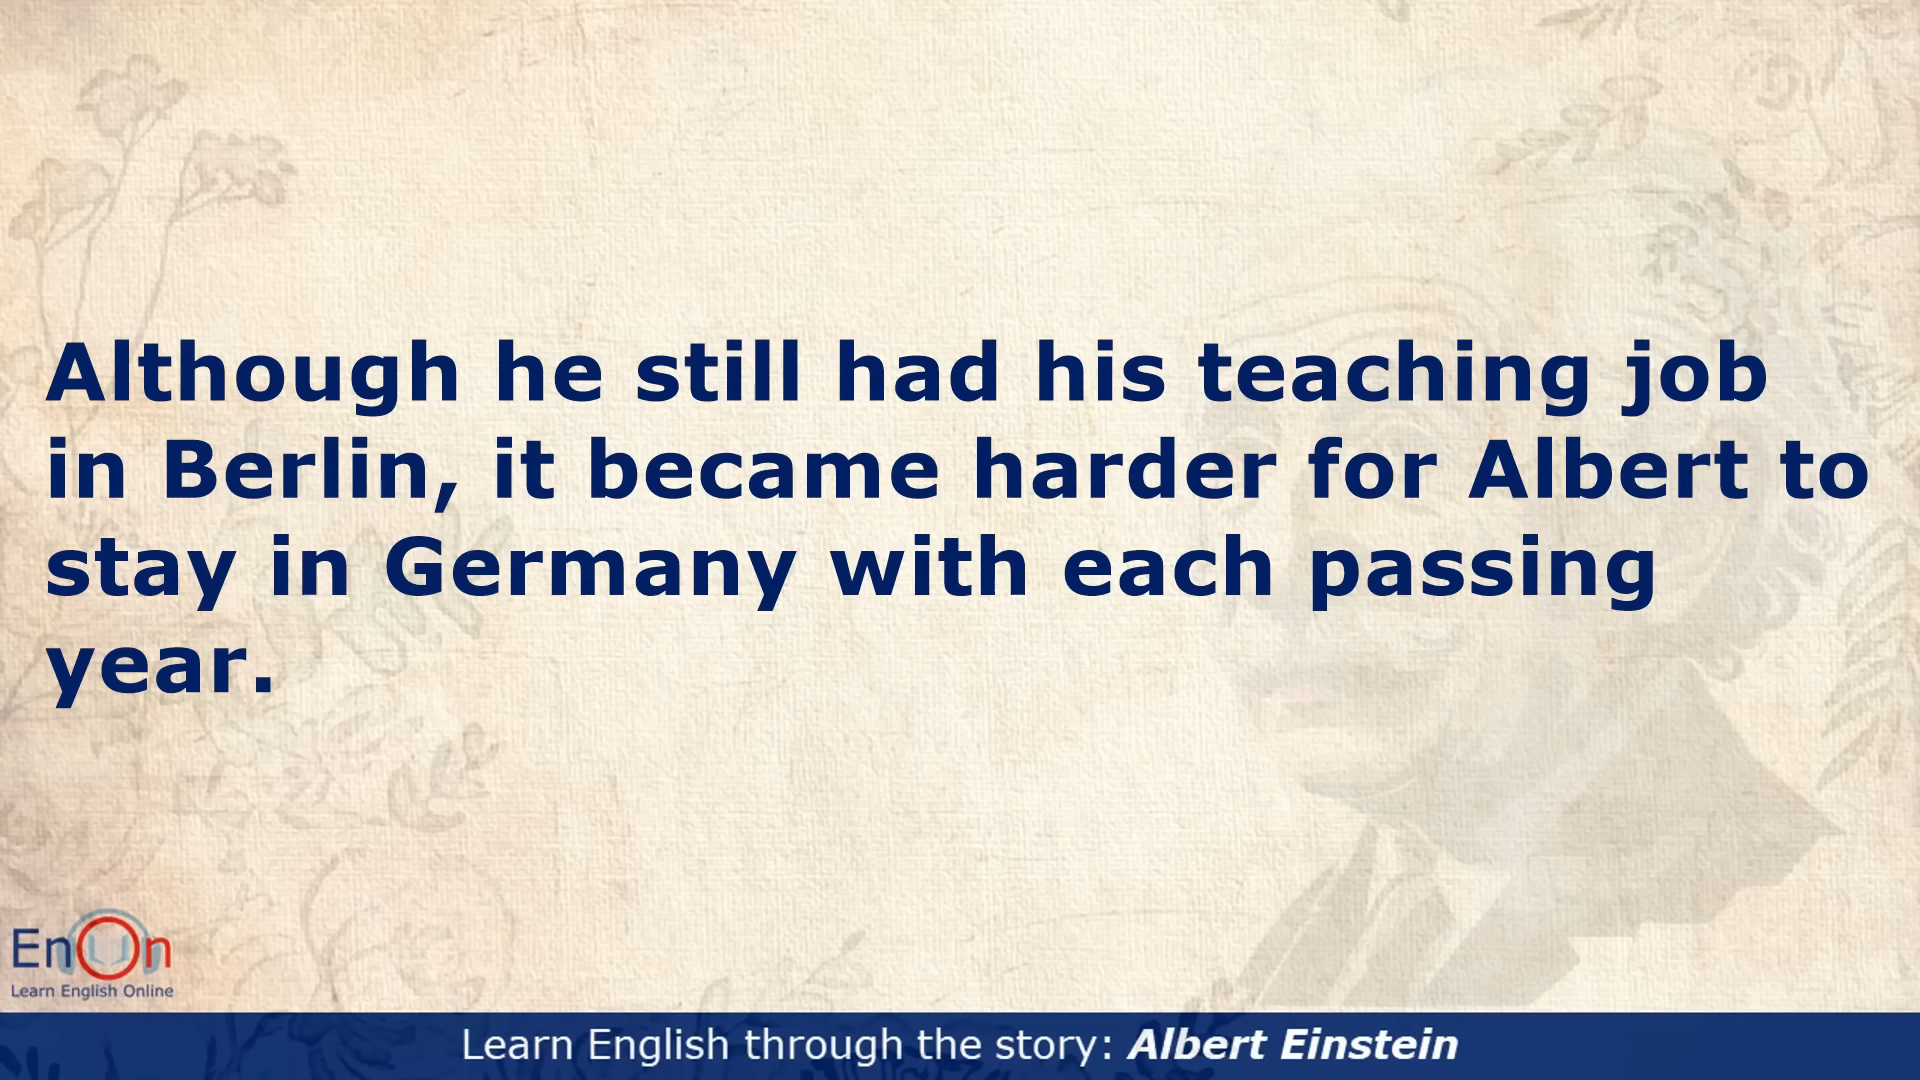 Although he still had his teaching job
in Berlin, it became harder for Albert to
stay in Germany with each passing
year.
EnOn
Learn English Online
Learn English through the story: Albert Einstein